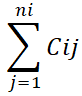 ni
∑ Cij
j=1